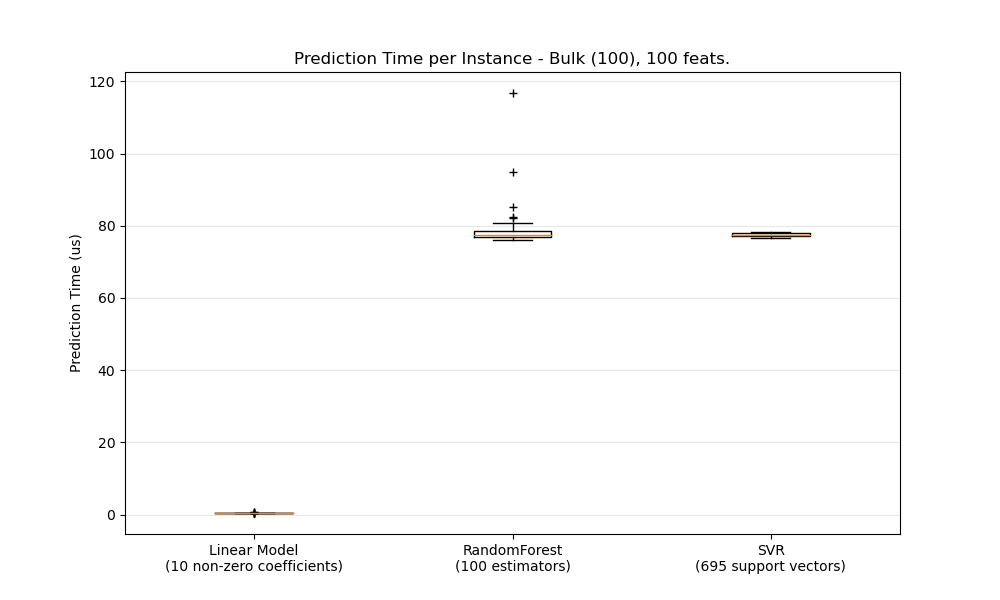 Prediction Time per Instance - Bulk (100), 100 feats.
120
100
80
60
40
20
0
Prediction Time (us)
Linear Model
(10 non-zero coefficients)
RandomForest
(100 estimators)
SVR
(695 support vectors)